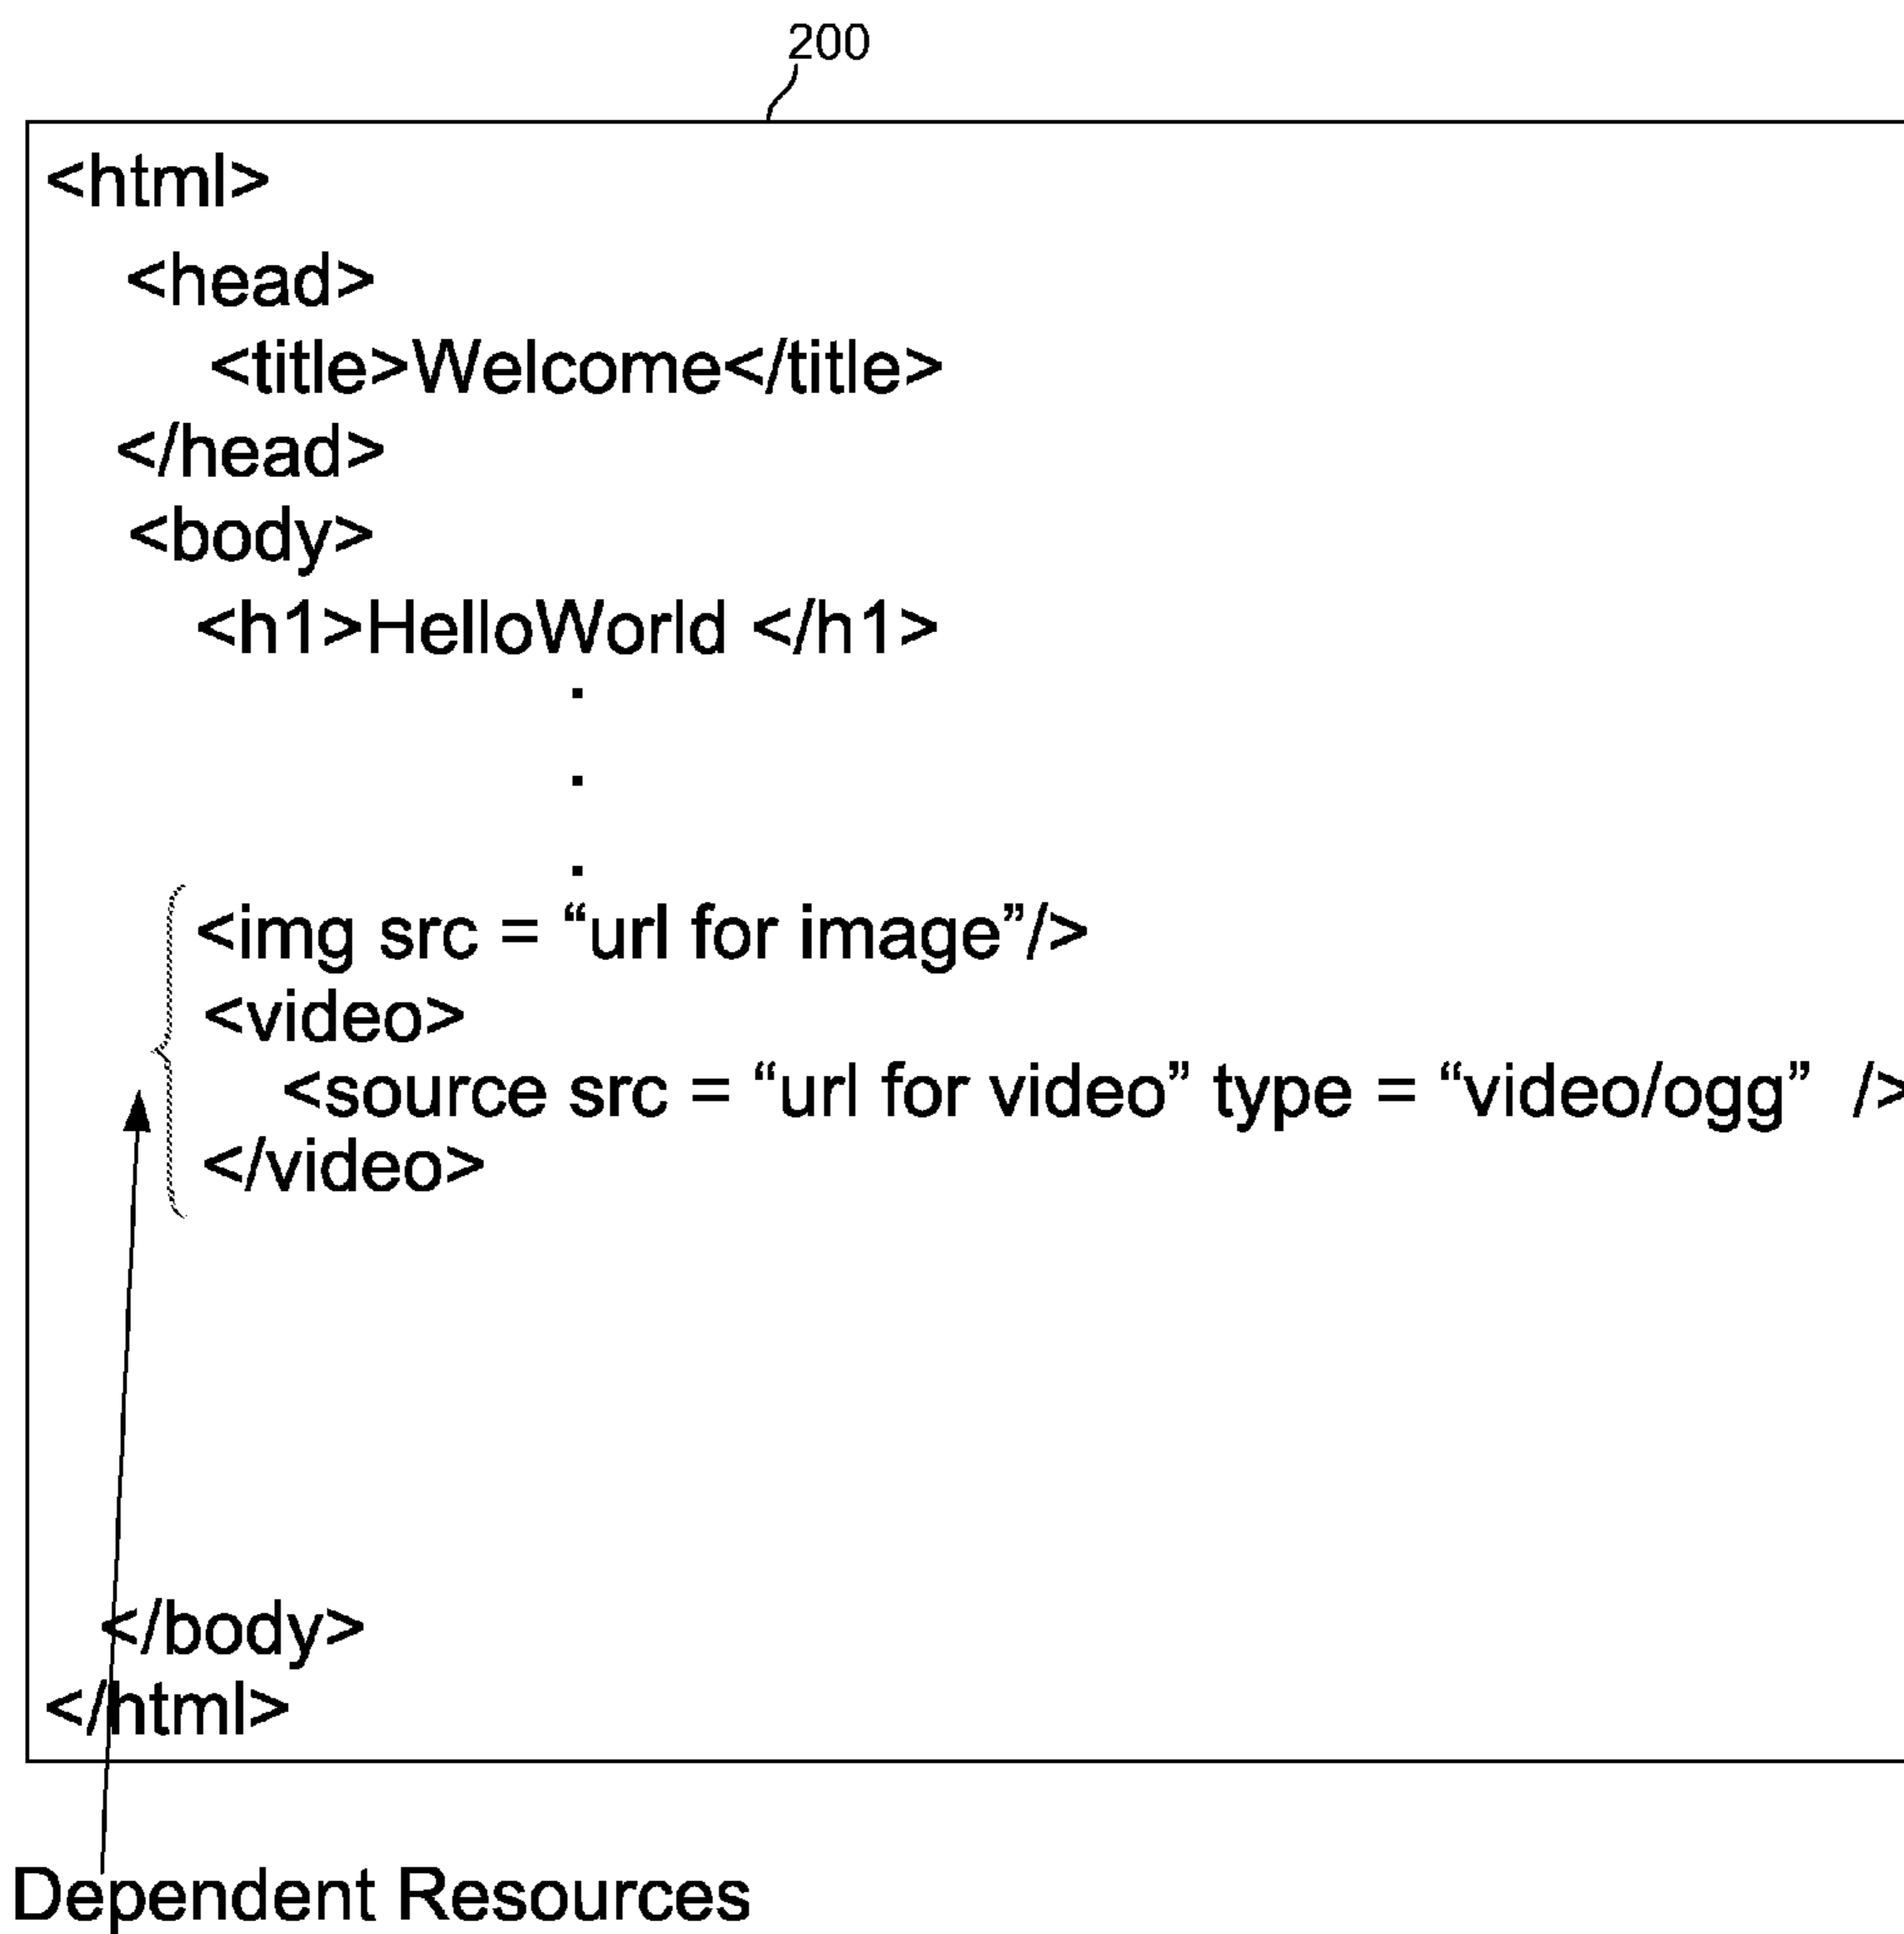 200
<html>
<head>
<title>Welcome</title>
</head>
<body>
<h1>HelloWorld </h1>
.
.
.
<img src = “url for image”/>
<video>
<source src = “url for video” type = “video/ogg” />
</video>
</body>
</html>
Dependent Resources